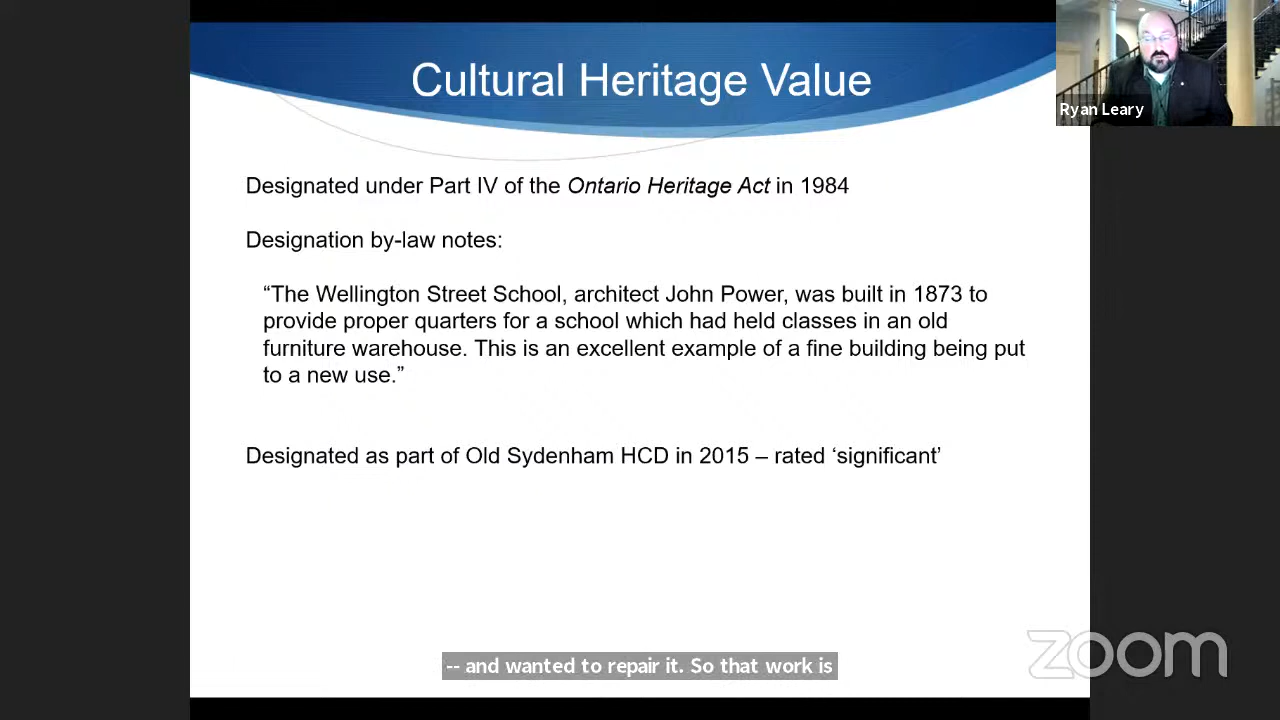 Cultural Heritage Value
Ryan Leary
Designated under Part IV of the Ontario Heritage Act in 1984
Designation by-law notes:
“The Wellington Street School, architect John Power, was built in 1873 to
provide proper quarters for a school which had held classes in an old
furniture warehouse. This is an excellent example of a fine building being put
to a new use.”
Designated as part of Old Sydenham HCD in 2015 – rated ‘significant’
-- and wanted to repair it. So that work is
zoom